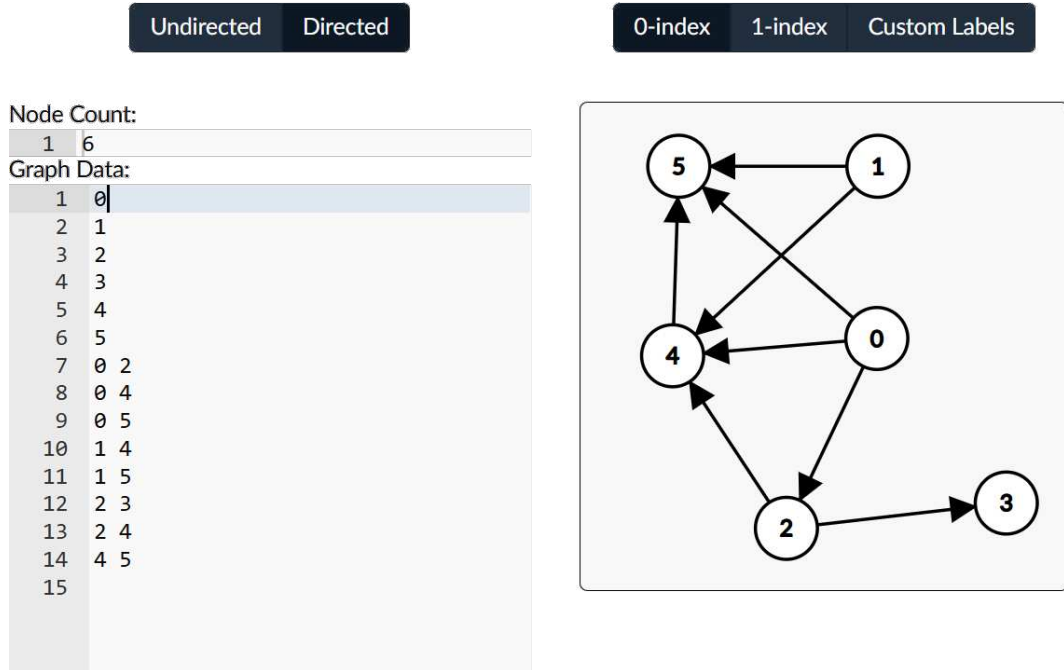 Undirected Directed
0-index 1-index Custom Labels
Node Count:
1 6
Graph Data:
1 0
2 1
3 2
4 3
5 4
6 5
7 0 2
8 0 4
9 0 5
10 1 4
11 1 5
12 2 3
13 2 4
14 4 5
15
5 1
0
4
3
2